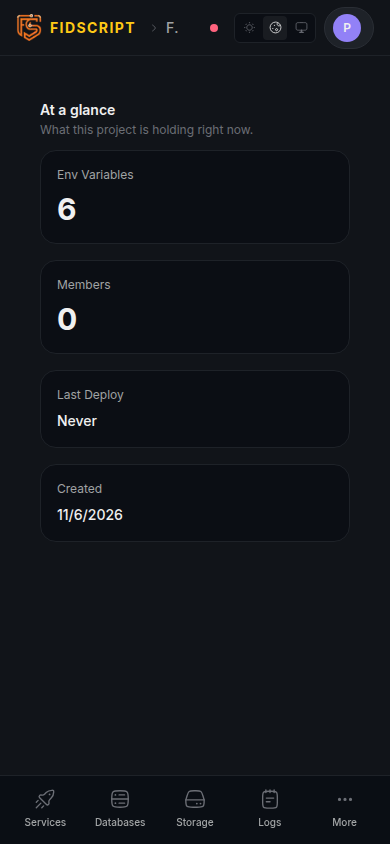 FIDSCRIPT
F.
P
At a glance
What this project is holding right now.
Env Variables
6
Members
0
Last Deploy
Never
Created
11/6/2026
Services
Databases
Storage
Logs
More